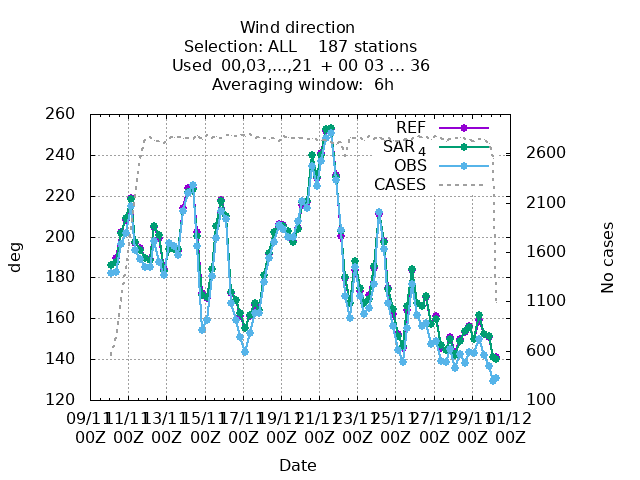 Wind direction
Selection: ALL 187 stations
Used 00,03,...,21 + 00 03 ... 36
Averaging window: 6h
REF
SAR 4
OBS
CASES
260
240
220
200
180
160
140
120
2600
2100
1600
1100
600
100
deg
No cases
09/11 11/11 13/11 15/11 17/11 19/11 21/11 23/11 25/11 27/11 29/11 01/12
00Z 00Z 00Z 00Z 00Z 00Z 00Z 00Z 00Z 00Z 00Z 00Z
Date